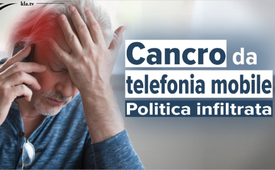 kla.tv
Cancro da
telefonia mobile
Politica infiltrata